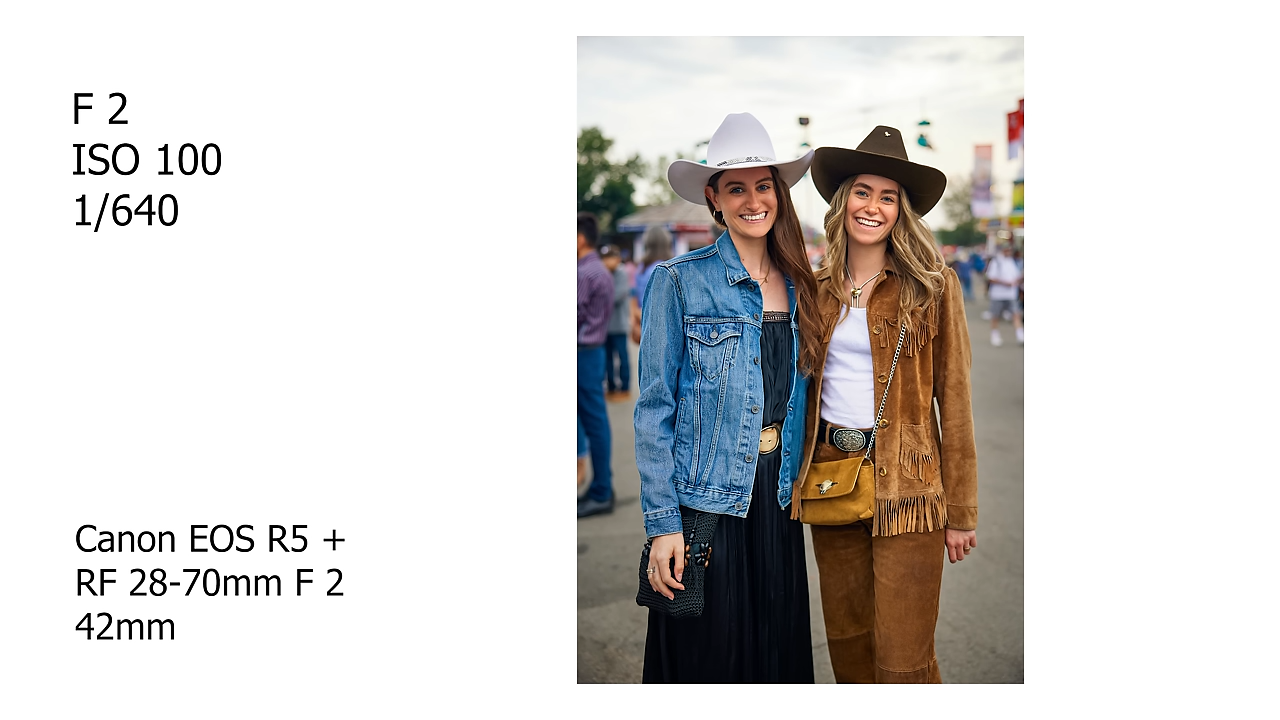 F 2
ISO 100
1/640
Canon EOS R5 +
RF 28-70mm F 2
42mm